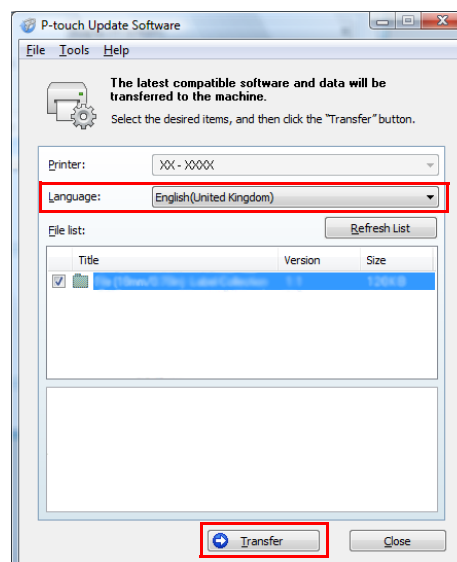 P-touch Update Software
File Tools Help
The latest compatible software and data will be
transferred to the machine.
Select the desired items, and then click the "Transfer" button.
Printer: XX - XXXX
Language: English(United Kingdom)
File list: Refresh List
Title Version Size
Transfer Close